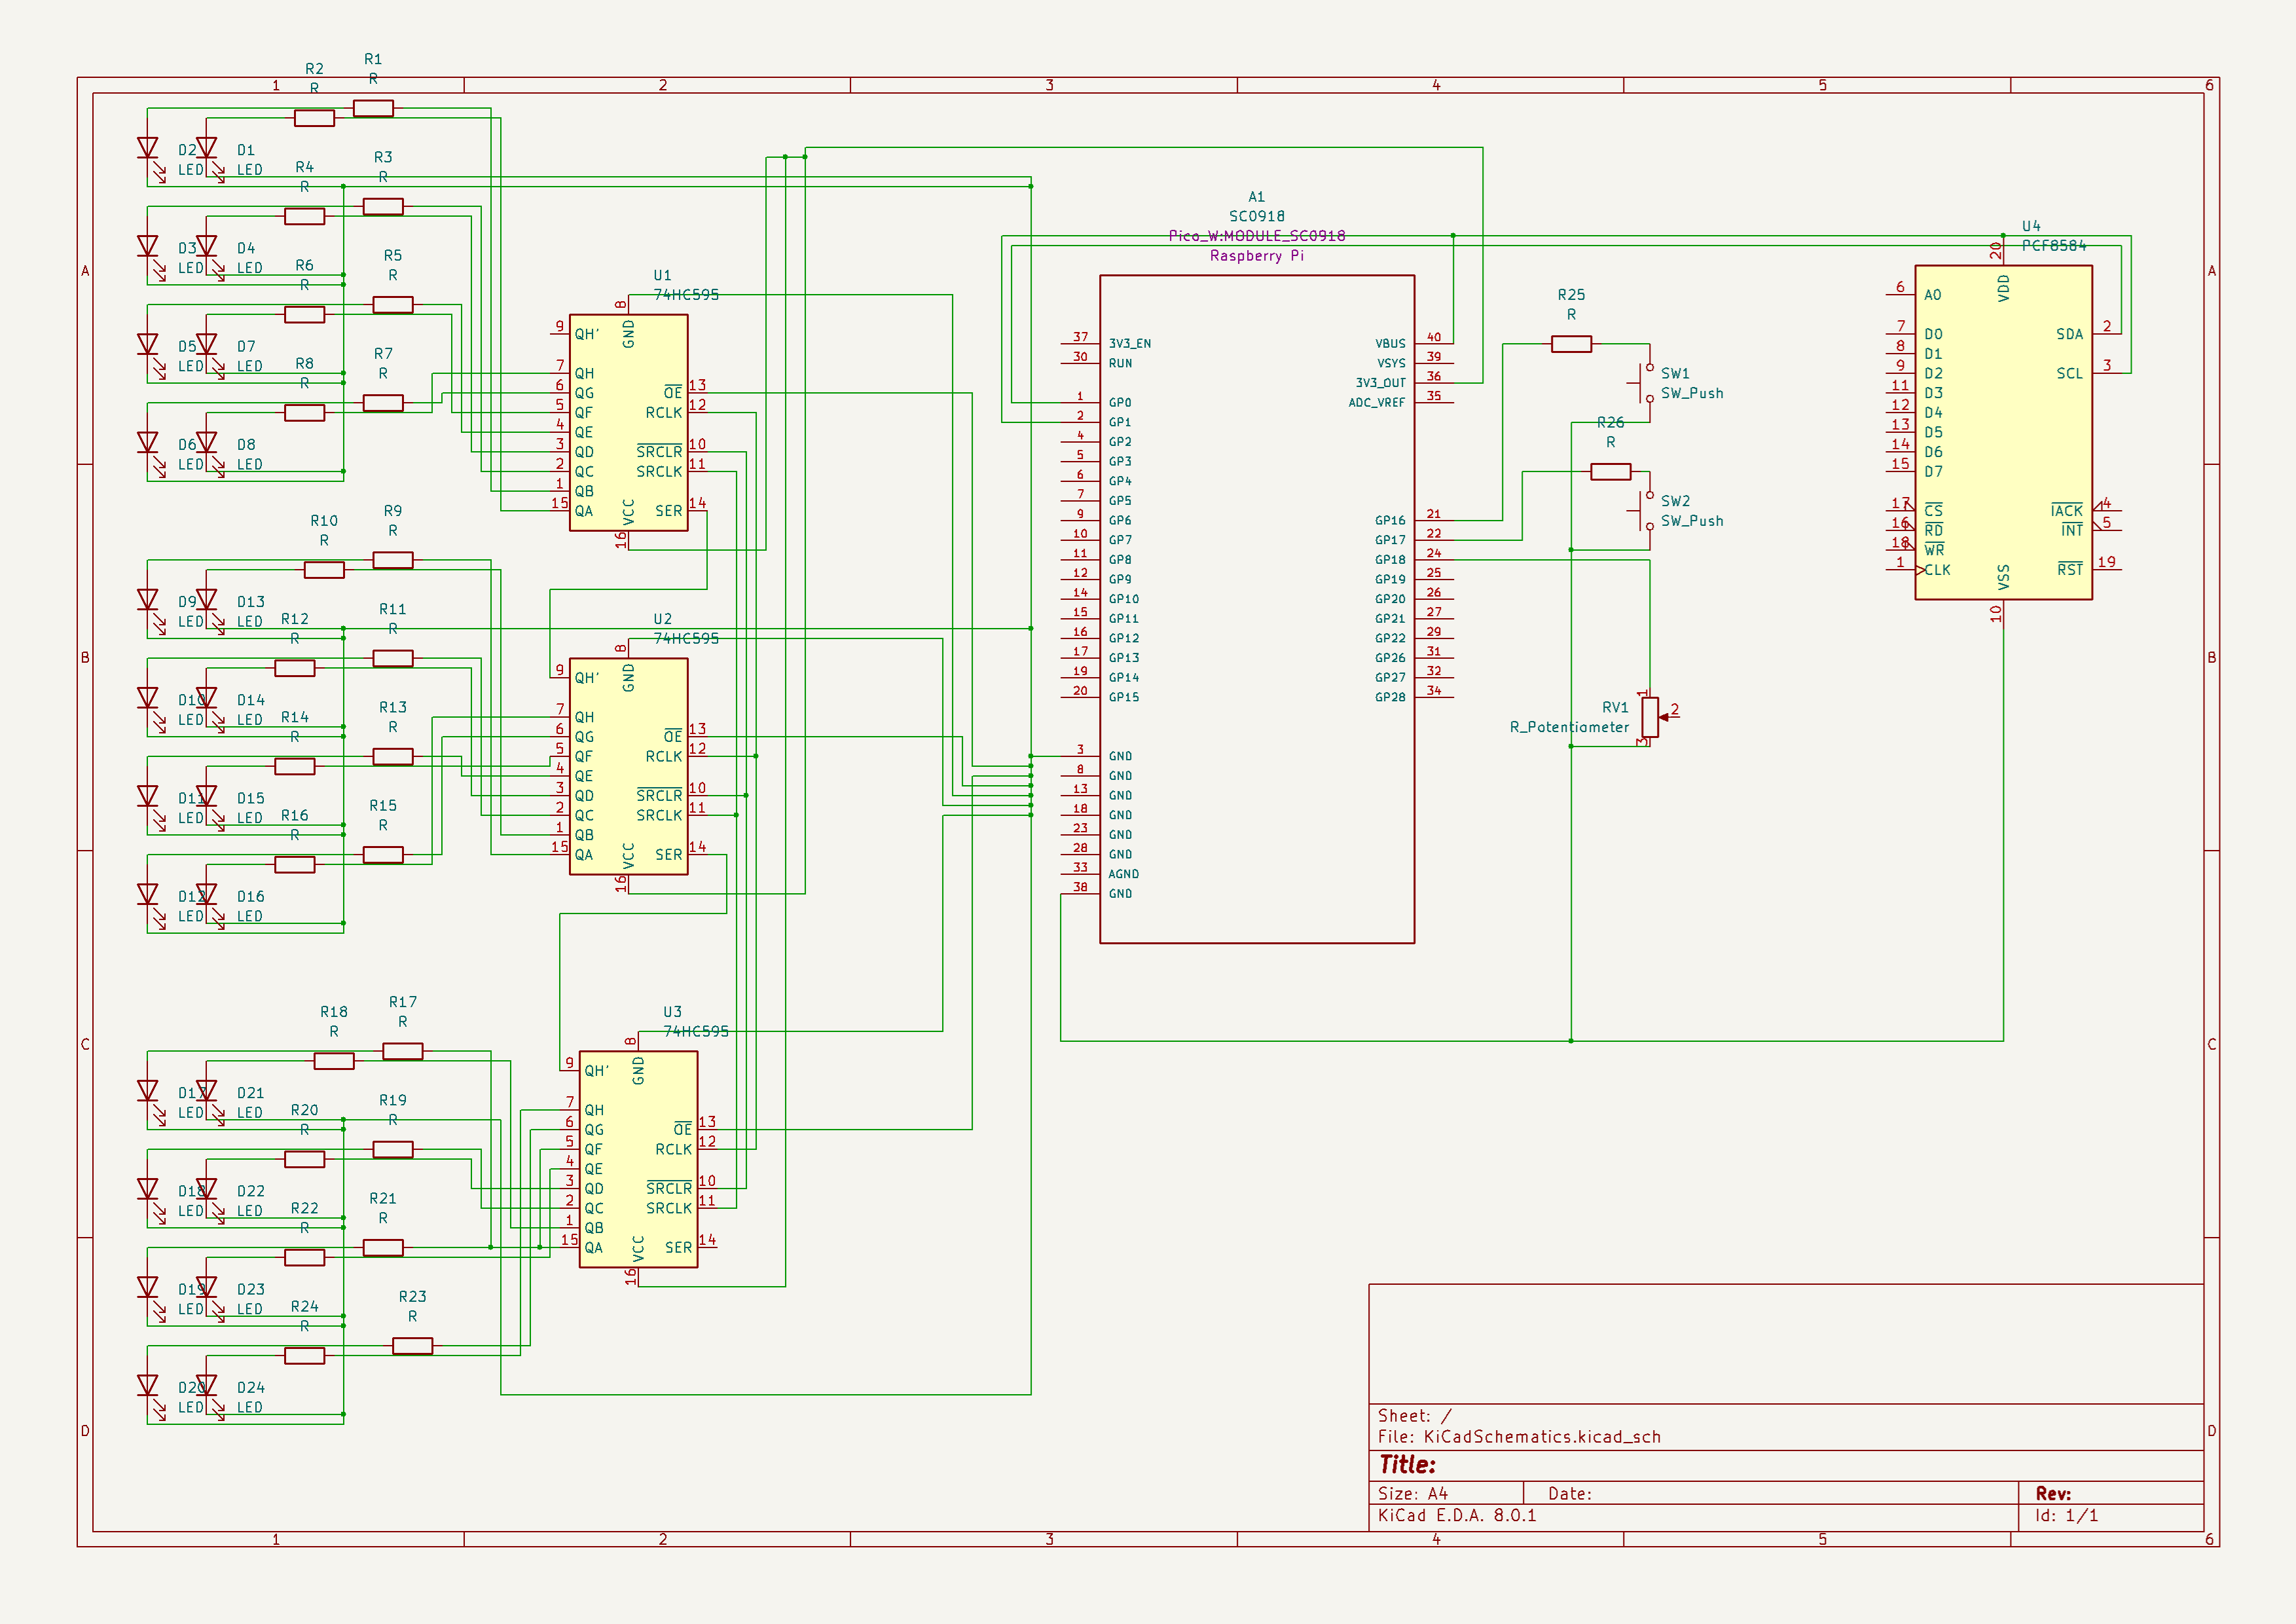 1 2 3 4 5 6
A
B
C
D
A
B
C
D
1 2 3 4 5 6
R2
R
R1
R
D2
LED
D1
LED
R4
R
R3
R
D3
LED
D4
LED
R6
R
R5
R
D5
LED
D7
LED
R8
R
R7
R
D6
LED
D8
LED
R10
R
R9
R
D9
LED
D13
LED
R12
R
R11
R
D10
LED
D14
LED
R14
R
R13
R
D11
LED
D15
LED
R16
R
R15
R
D12
LED
D16
LED
R18
R
R17
R
D17
LED
D21
LED
R20
R
R19
R
D18
LED
D22
LED
R22
R
R21
R
D19
LED
D23
LED
R24
R
R23
R
D20
LED
D24
LED
U1
74HC595
8 GND
9 QH'
7 QH
6 QG
5 QF
4 QE
3 QD
2 QC
1 QB
15 QA
OE 13
RCLK 12
SRCLR 10
SRCLK 11
SER 14
16 VCC
U2
74HC595
8 GND
9 QH'
7 QH
6 QG
5 QF
4 QE
3 QD
2 QC
1 QB
15 QA
OE 13
RCLK 12
SRCLR 10
SRCLK 11
SER 14
16 VCC
U3
74HC595
8 GND
9 QH'
7 QH
6 QG
5 QF
4 QE
3 QD
2 QC
1 QB
15 QA
OE 13
RCLK 12
SRCLR 10
SRCLK 11
SER 14
16 VCC
A1
SC0918
Pico_W:MODULE_SC0918
Raspberry Pi
37 3V3_EN
30 RUN
1 GP0
2 GP1
4 GP2
5 GP3
6 GP4
7 GP5
9 GP6
10 GP7
11 GP8
12 GP9
14 GP10
15 GP11
16 GP12
17 GP13
19 GP14
20 GP15
3 GND
8 GND
13 GND
18 GND
23 GND
28 GND
33 AGND
38 GND
VBUS 40
VSYS 39
3V3_OUT 36
ADC_VREF 35
GP16 21
GP17 22
GP18 24
GP19 25
GP20 26
GP21 27
GP22 29
GP26 31
GP27 32
GP28 34
R25
R
SW1
SW_Push
R26
R
SW2
SW_Push
RV1
R_Potentiometer
1
2
3
U4
PCF8584
20 VDD
6 A0
7 D0
8 D1
9 D2
11 D3
12 D4
13 D5
14 D6
15 D7
17 CS
16 RD
18 WR
1 CLK
SDA 2
SCL 3
IACK 4
INT 5
RST 19
10 VSS
Sheet: /
File: KiCadSchematics.kicad_sch
Title:
Size: A4 Date: Rev:
KiCad E.D.A. 8.0.1 Id: 1/1